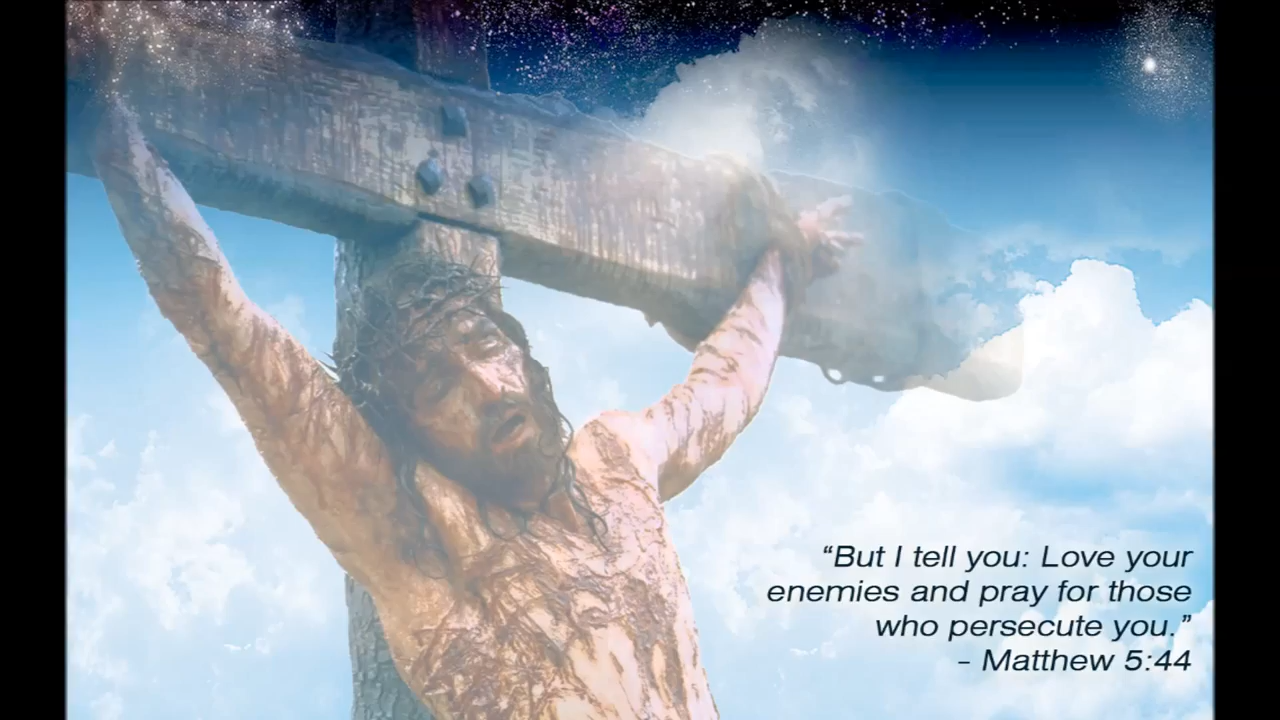 “But I tell you: Love your
enemies and pray for those
who persecute you.”
- Matthew 5:44